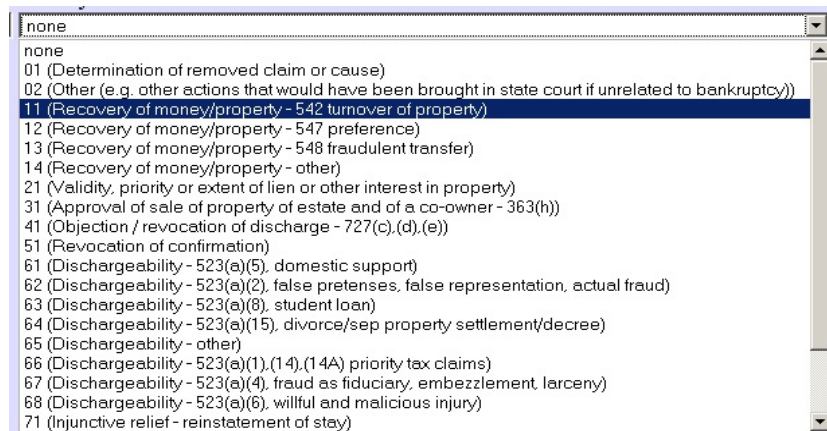 none
none
01 (Determination of removed claim or cause)
02 (Other (e.g. other actions that would have been brought in state court if unrelated to bankruptcy))
11 (Recovery of money/property - 542 turnover of property)
12 (Recovery of money/property - 547 preference)
13 (Recovery of money/property - 548 fraudulent transfer)
14 (Recovery of money/property - other)
21 (Validity, priority or extent of lien or other interest in property)
31 (Approval of sale of property of estate and of a co-owner - 363(h))
41 (Objection / revocation of discharge - 727(c),(d),(e))
51 (Revocation of confirmation)
61 (Dischargeability - 523(a)(5), domestic support)
62 (Dischargeability - 523(a)(2), false pretenses, false representation, actual fraud)
63 (Dischargeability - 523(a)(8), student loan)
64 (Dischargeability - 523(a)(15), divorce/sep property settlement/decree)
65 (Dischargeability - other)
66 (Dischargeability - 523(a)(1),(14),(14A) priority tax claims)
67 (Dischargeability - 523(a)(4), fraud as fiduciary, embezzlement, larceny)
68 (Dischargeability - 523(a)(6), willful and malicious injury)
71 (Injunctive relief - reinstatement of stay)